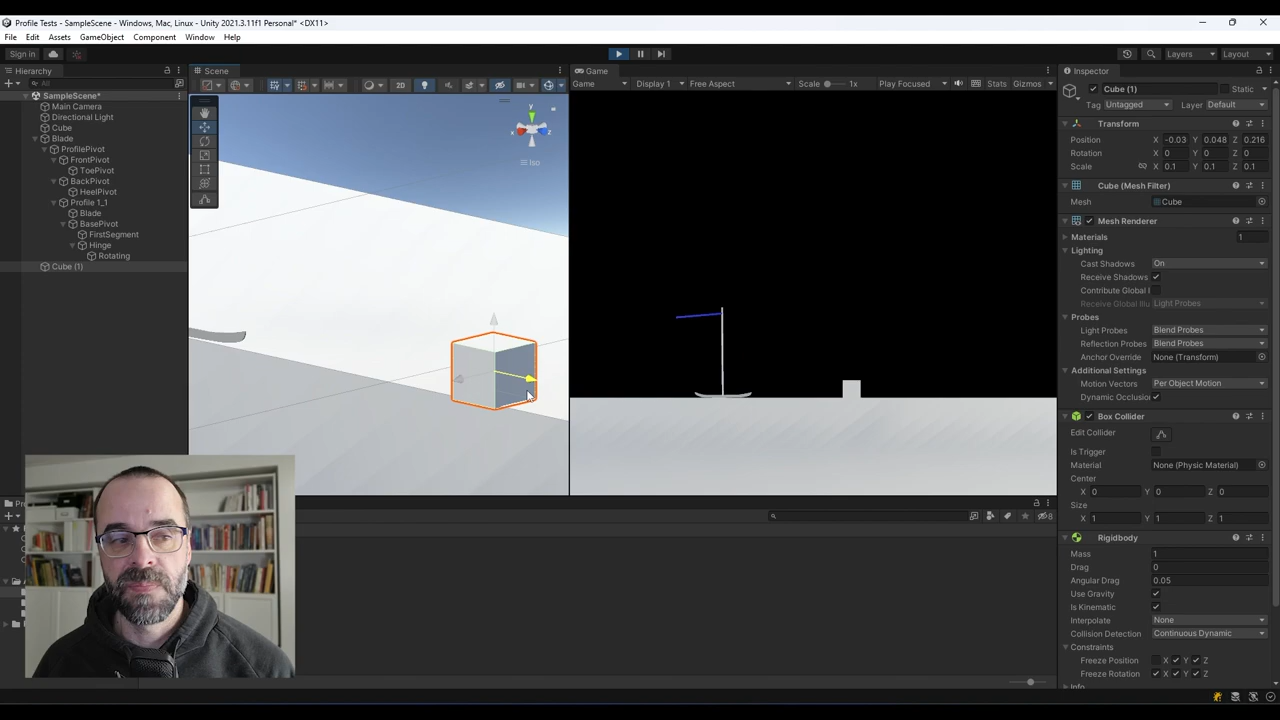 Profile Tests - SampleScene - Windows, Mac, Linux - Unity 2021.3.11f1 Personal* <DX11>
File Edit Assets GameObject Component Window Help
Sign in Layers Layout
Hierarchy Scene Game Inspector
All 2D Game Display 1 Free Aspect Scale 1x Play Focused Stats Gizmos Cube (1) Static
SampleScene*
Tag Untagged Layer Default
Main Camera
Directional Light
Transform
Cube
Blade
Position X -0.03 Y 0.048 Z 0.216
ProfilePivot
Rotation X 0 Y 0 Z 0
FrontPivot
Iso
Scale X 0.1 Y 0.1 Z 0.1
ToePivot
BackPivot
Cube (Mesh Filter)
HeelPivot
Mesh Cube
Profile 1_1
Blade
Mesh Renderer
BasePivot
Materials 1
FirstSegment
Hinge
Lighting
Rotating
Cast Shadows On
Cube (1)
Receive Shadows
Contribute Global I
Receive Global Illu Light Probes
Probes
Light Probes Blend Probes
Reflection Probes Blend Probes
Anchor Override None (Transform)
Additional Settings
Motion Vectors Per Object Motion
Dynamic Occlusio
Box Collider
Edit Collider
Is Trigger
Material None (Physic Material)
Center
X 0 Y 0 Z 0
Size
X 1 Y 1 Z 1
Pr
8
Rigidbody
Mass 1
Drag 0
Angular Drag 0.05
Use Gravity
Is Kinematic
Interpolate None
Collision Detection Continuous Dynamic
Constraints
Freeze Position X Y Z
Freeze Rotation X Y Z
Info